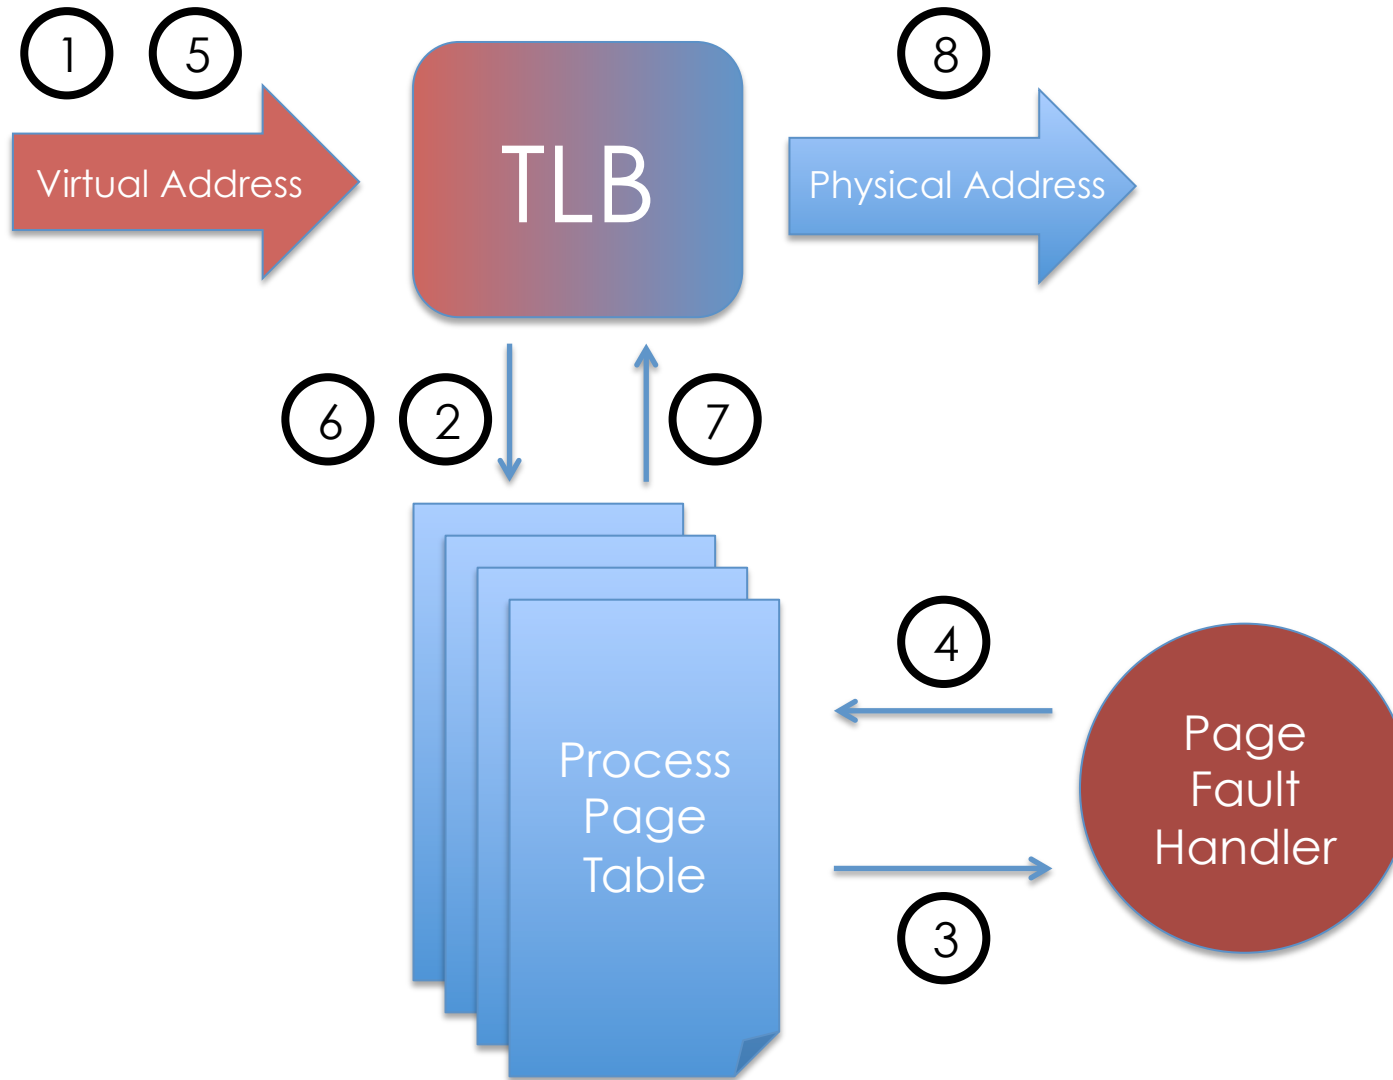 1 5
8
Virtual Address
TLB
Physical Address
6 2
7
4
Process
Page
Table
Page
Fault
Handler
3